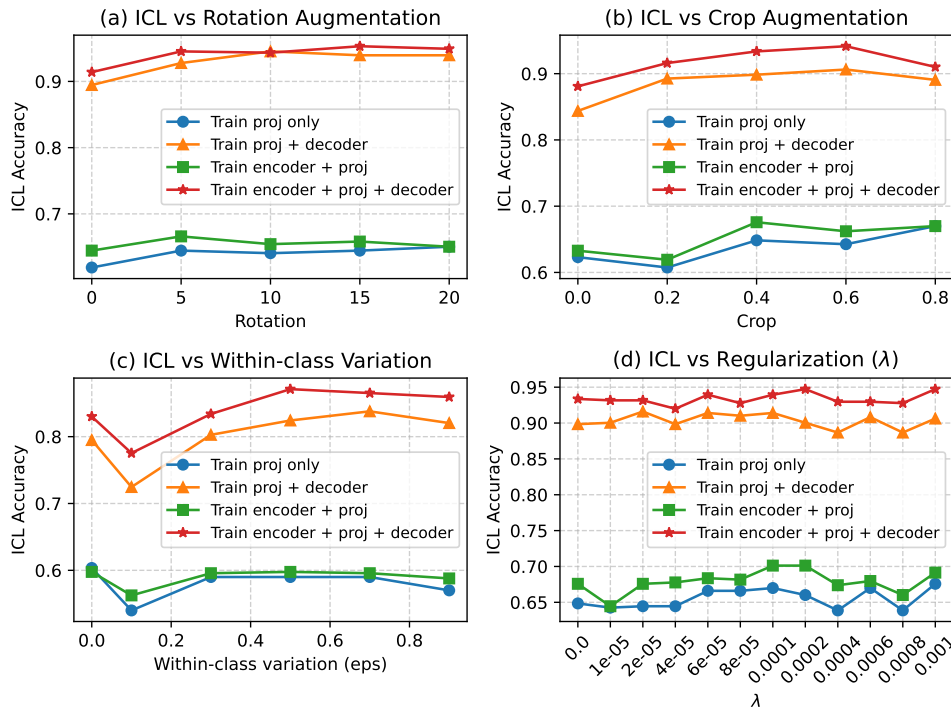 (a) ICL vs Rotation Augmentation
ICL Accuracy
0.9
0.8
0.7
Train proj only
Train proj + decoder
Train encoder + proj
Train encoder + proj + decoder
0 5 10 15 20
Rotation
(b) ICL vs Crop Augmentation
ICL Accuracy
0.9
0.8
0.7
0.6
Train proj only
Train proj + decoder
Train encoder + proj
Train encoder + proj + decoder
0.0 0.2 0.4 0.6 0.8
Crop
(c) ICL vs Within-class Variation
ICL Accuracy
0.8
0.7
0.6
Train proj only
Train proj + decoder
Train encoder + proj
Train encoder + proj + decoder
0.0 0.2 0.4 0.6 0.8
Within-class variation (eps)
(d) ICL vs Regularization (λ)
ICL Accuracy
0.95
0.90
0.85
0.80
0.75
0.70
0.65
Train proj only
Train proj + decoder
Train encoder + proj
Train encoder + proj + decoder
0.0 1e-05 2e-05 4e-05 6e-05 8e-05 0.0001 0.0002 0.0004 0.0006 0.0008 0.001
λ